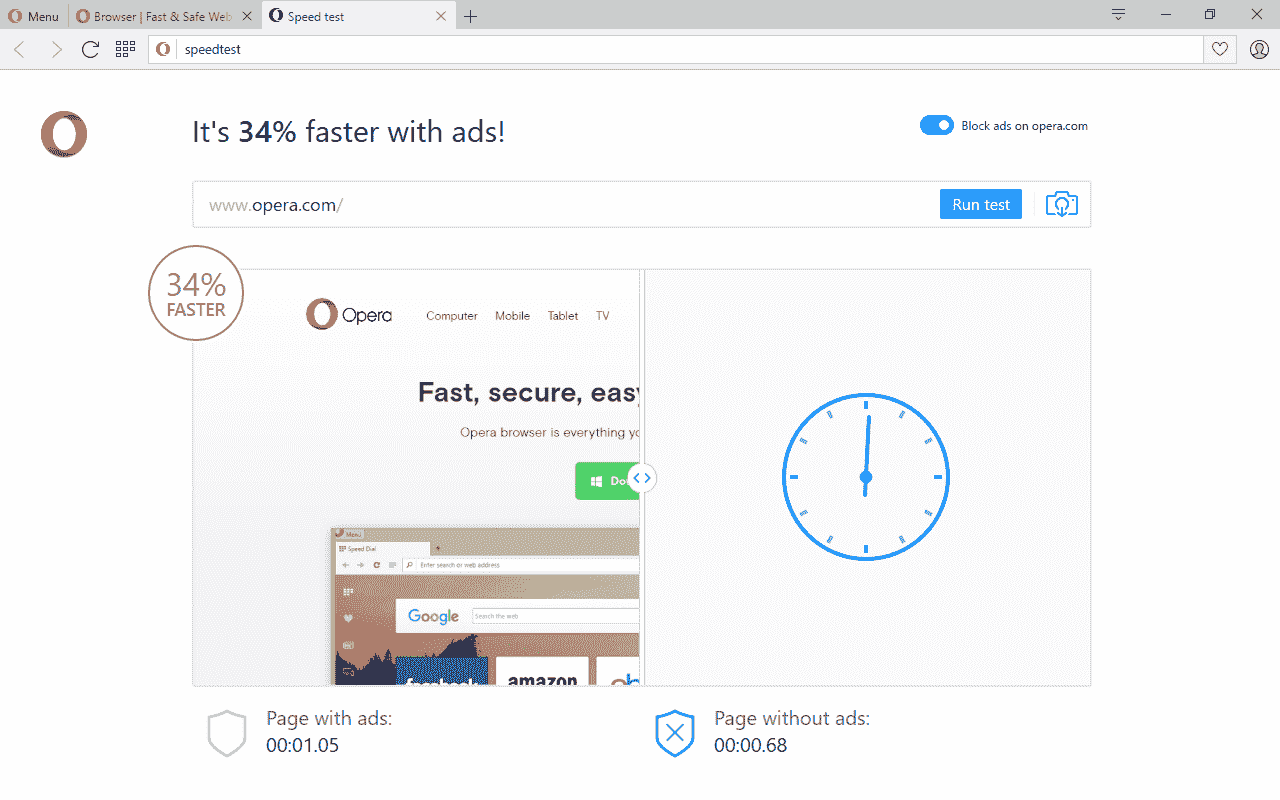 Menu
Browser | Fast & Safe Web
Speed test
speedtest
It's 34% faster with ads!
Block ads on opera.com
www.opera.com/
Run test
34%
FASTER
Opera
Computer Mobile Tablet TV
Fast, secure, easy
Opera browser is everything yo
Dow
Menu
Speed Dial
Enter search or web address
Google
Search the web
facebook
amazon
eb
Page with ads:
00:01.05
Page without ads:
00:00.68